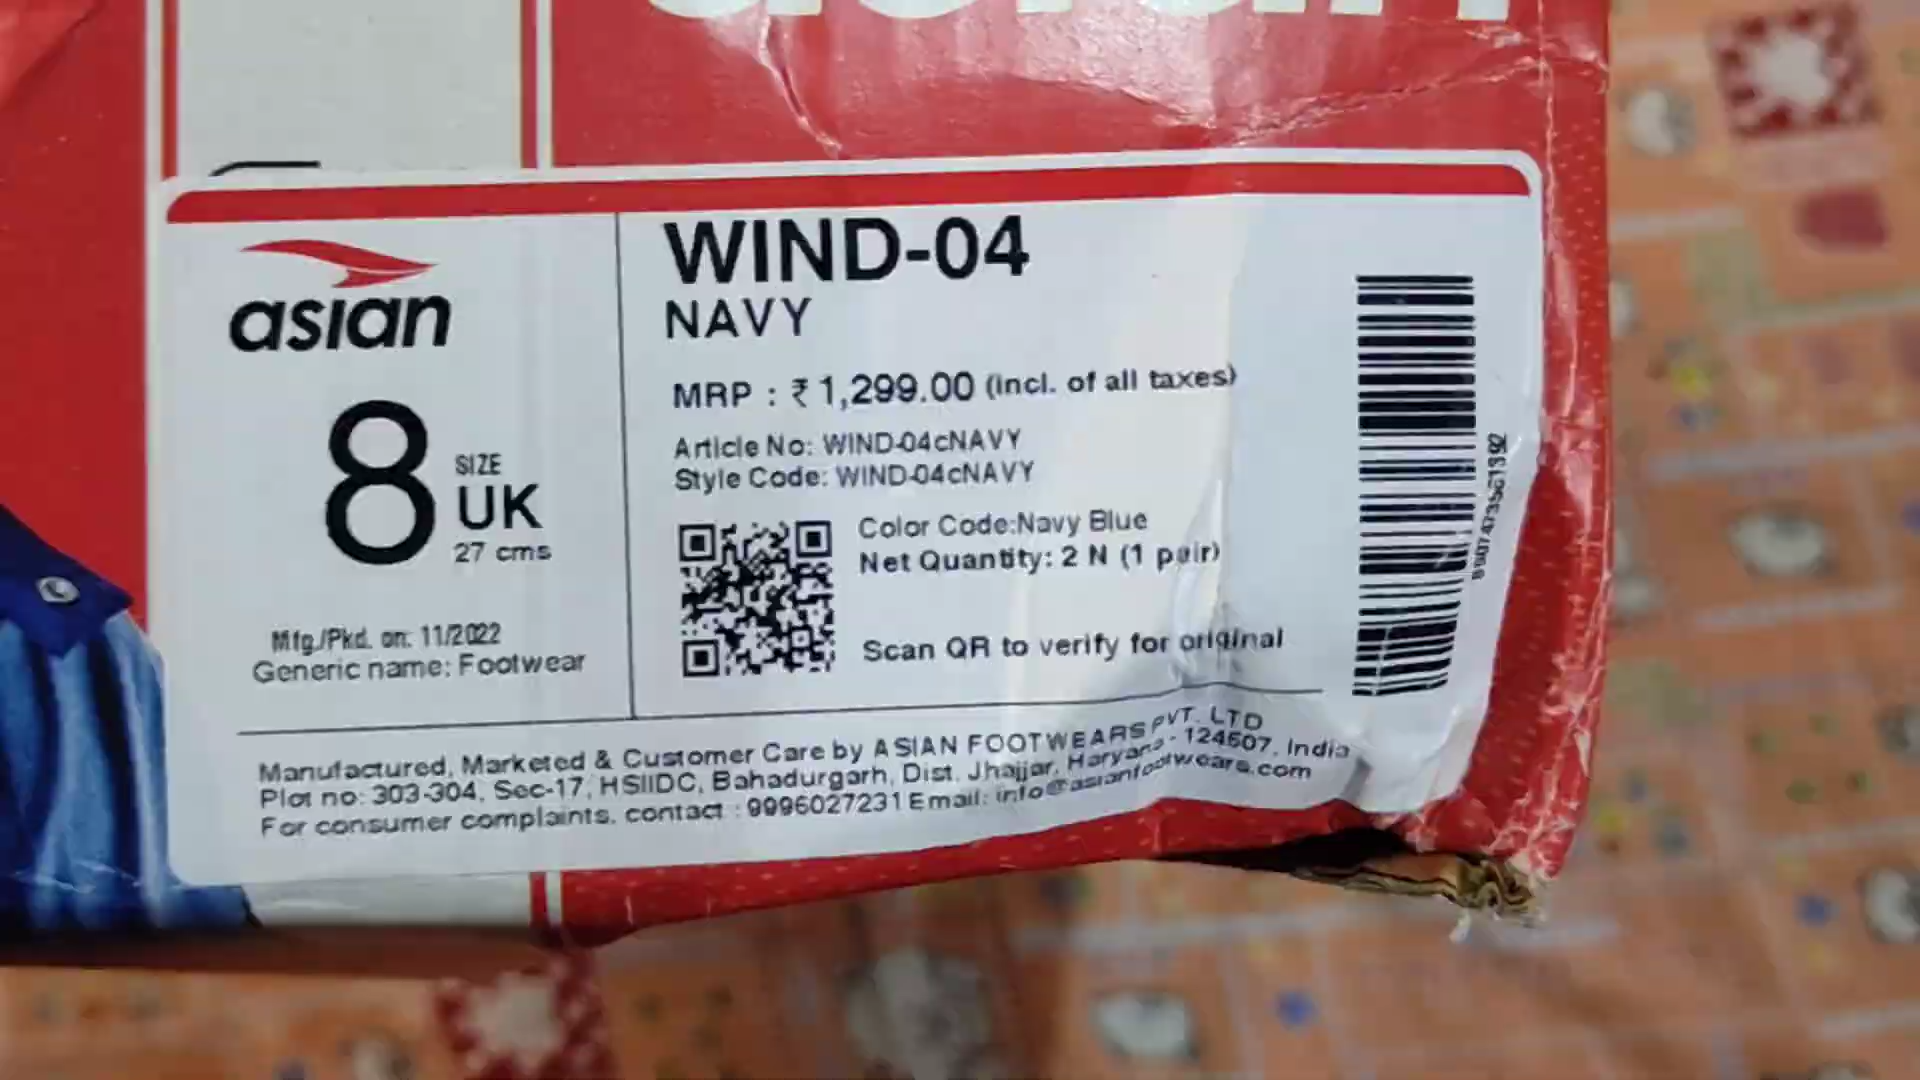 asian
asian
8
SIZE
UK
27 cms
Mfg./Pkd. on: 11/2022
Generic name: Footwear
WIND-04
NAVY
MRP : ₹ 1,299.00 (incl. of all taxes)
Article No: WIND-04cNAVY
Style Code: WIND-04cNAVY
Color Code:Navy Blue
Net Quantity: 2 N (1 pair)
Scan QR to verify for original
Manufactured, Marketed & Customer Care by ASIAN FOOTWEARS PVT. LTD
Plot no: 303-304, Sec-17, HSIIDC, Bahadurgarh, Dist. Jhajjar, Haryana - 124507, India
For consumer complaints, contact : 9996027231 Email: info@asianfootwears.com